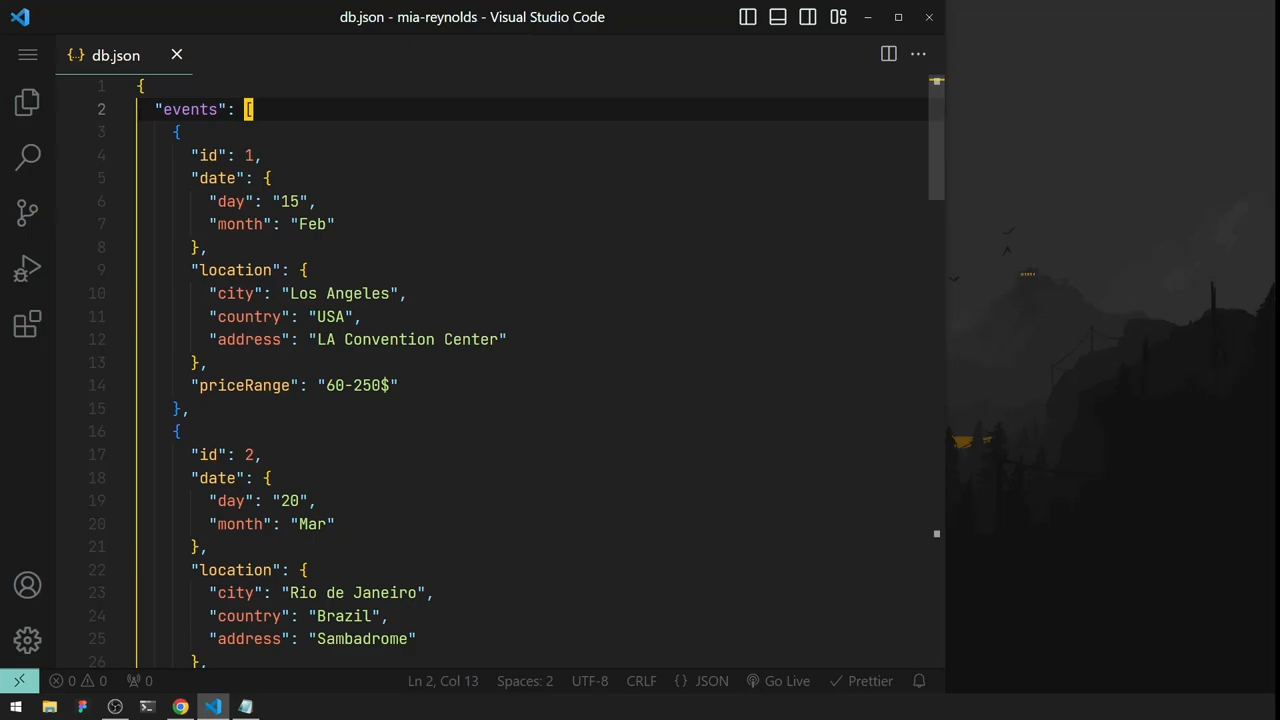 db.json - mia-reynolds - Visual Studio Code
{..} db.json
1 {
2 "events": [
3 {
4 "id": 1,
5 "date": {
6 "day": "15",
7 "month": "Feb"
8 },
9 "location": {
10 "city": "Los Angeles",
11 "country": "USA",
12 "address": "LA Convention Center"
13 },
14 "priceRange": "60-250$"
15 },
16 {
17 "id": 2,
18 "date": {
19 "day": "20",
20 "month": "Mar"
21 },
22 "location": {
23 "city": "Rio de Janeiro",
24 "country": "Brazil",
25 "address": "Sambadrome"
26 },
0 0 0 Ln 2, Col 13 Spaces: 2 UTF-8 CRLF {} JSON Go Live Prettier